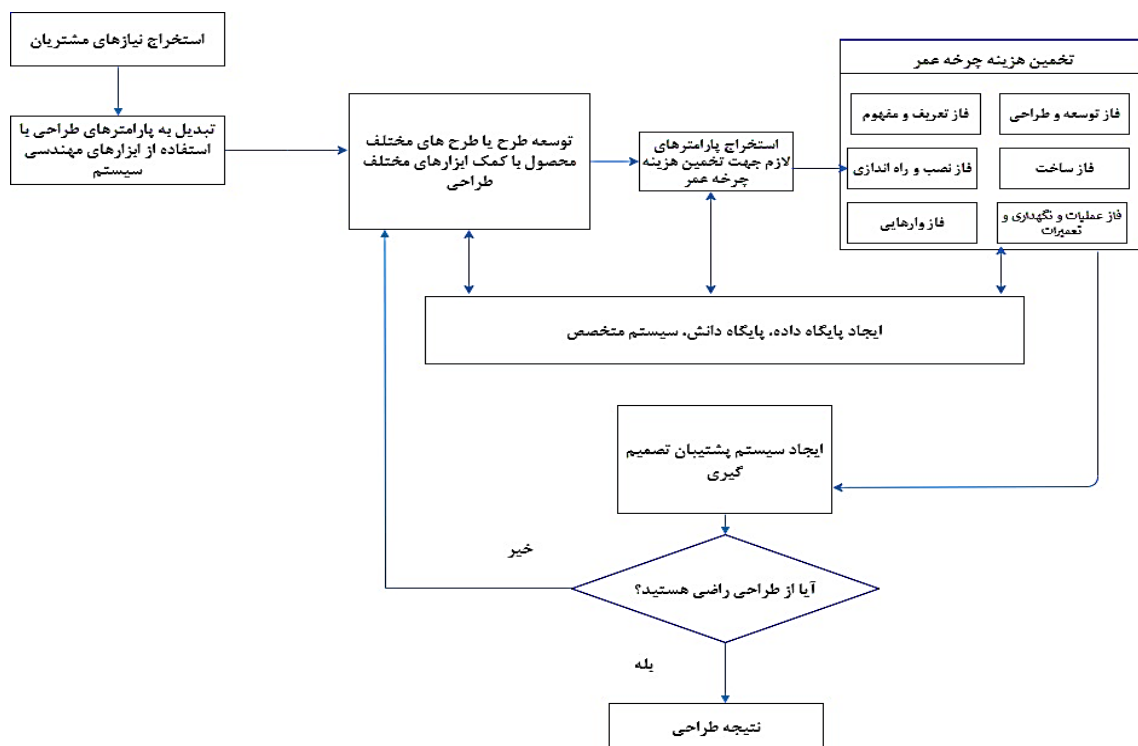 استخراج نیازهای مشتریان
تبدیل به پارامترهای طراحی با
استفاده از ابزارهای مهندسی
سیستم
توسعه طرح یا طرح های مختلف
محصول با کمک ابزارهای مختلف
طراحی
استخراج پارامترهای
لازم جهت تخمین هزینه
چرخه عمر
تخمین هزینه چرخه عمر
فاز توسعه و طراحی
فاز تعریف و مفهوم
فاز ساخت
فاز نصب و راه اندازی
فاز عملیات و نگهداری و
تعمیرات
فاز وارهایی
ایجاد پایگاه داده، پایگاه دانش، سیستم متخصص
ایجاد سیستم پشتیبان تصمیم
گیری
خیر
آیا از طراحی راضی هستید؟
بله
نتیجه طراحی